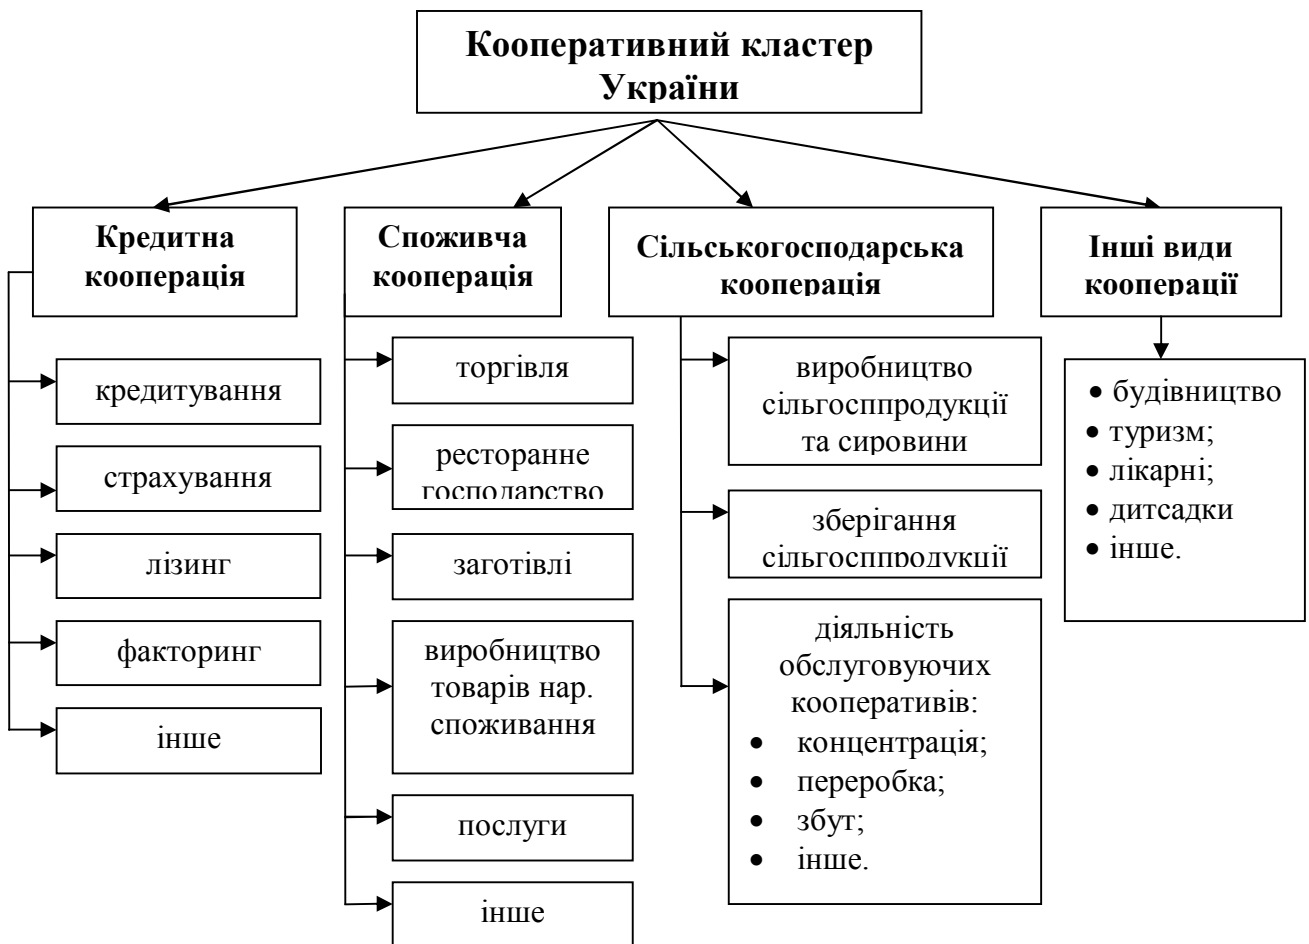 Кооперативний кластер
України
Кредитна
кооперація
кредитування
страхування
лізинг
факторинг
інше
Споживча
кооперація
торгівля
ресторанне
господарство
заготівлі
виробництво
товарів нар.
споживання
послуги
інше
Сільськогосподарська
кооперація
виробництво
сільгосппродукції
та сировини
зберігання
сільгосппродукції
діяльність
обслуговуючих
кооперативів:
• концентрація;
• переробка;
• збут;
• інше.
Інші види
кооперації
• будівництво
• туризм;
• лікарні;
• дитсадки
• інше.